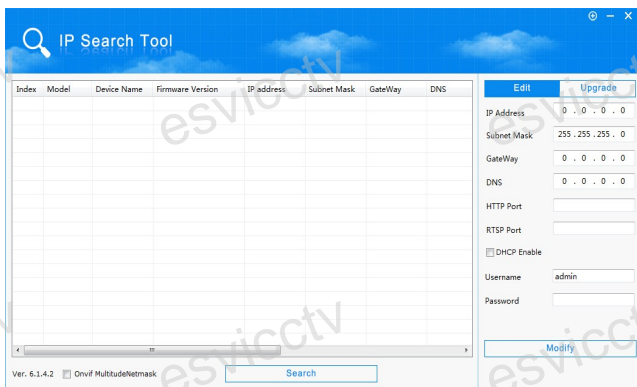 IP Search Tool
Index Model Device Name Firmware Version IP address Subnet Mask GateWay DNS
Edit Upgrade
IP Address 0 . 0 . 0 . 0
Subnet Mask 255 . 255 . 255 . 0
GateWay 0 . 0 . 0 . 0
DNS 0 . 0 . 0 . 0
HTTP Port
RTSP Port
DHCP Enable
Username admin
Password
Modify
Ver. 6.1.4.2 Onvif MultitudeNetmask Search
esvicctv
esvicctv
esvicctv
esvicctv